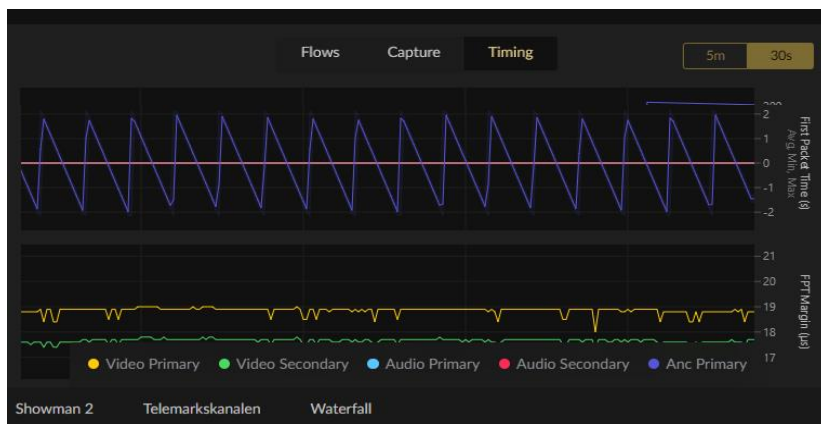 Flows Capture Timing 5m 30s
2
1
0
-1
-2
First Packet Time (s)
Avg, Min, Max
21
20
19
18
17
FPT Margin (µs)
Video Primary Video Secondary Audio Primary Audio Secondary Anc Primary
Showman 2 Telemarkskanalen Waterfall